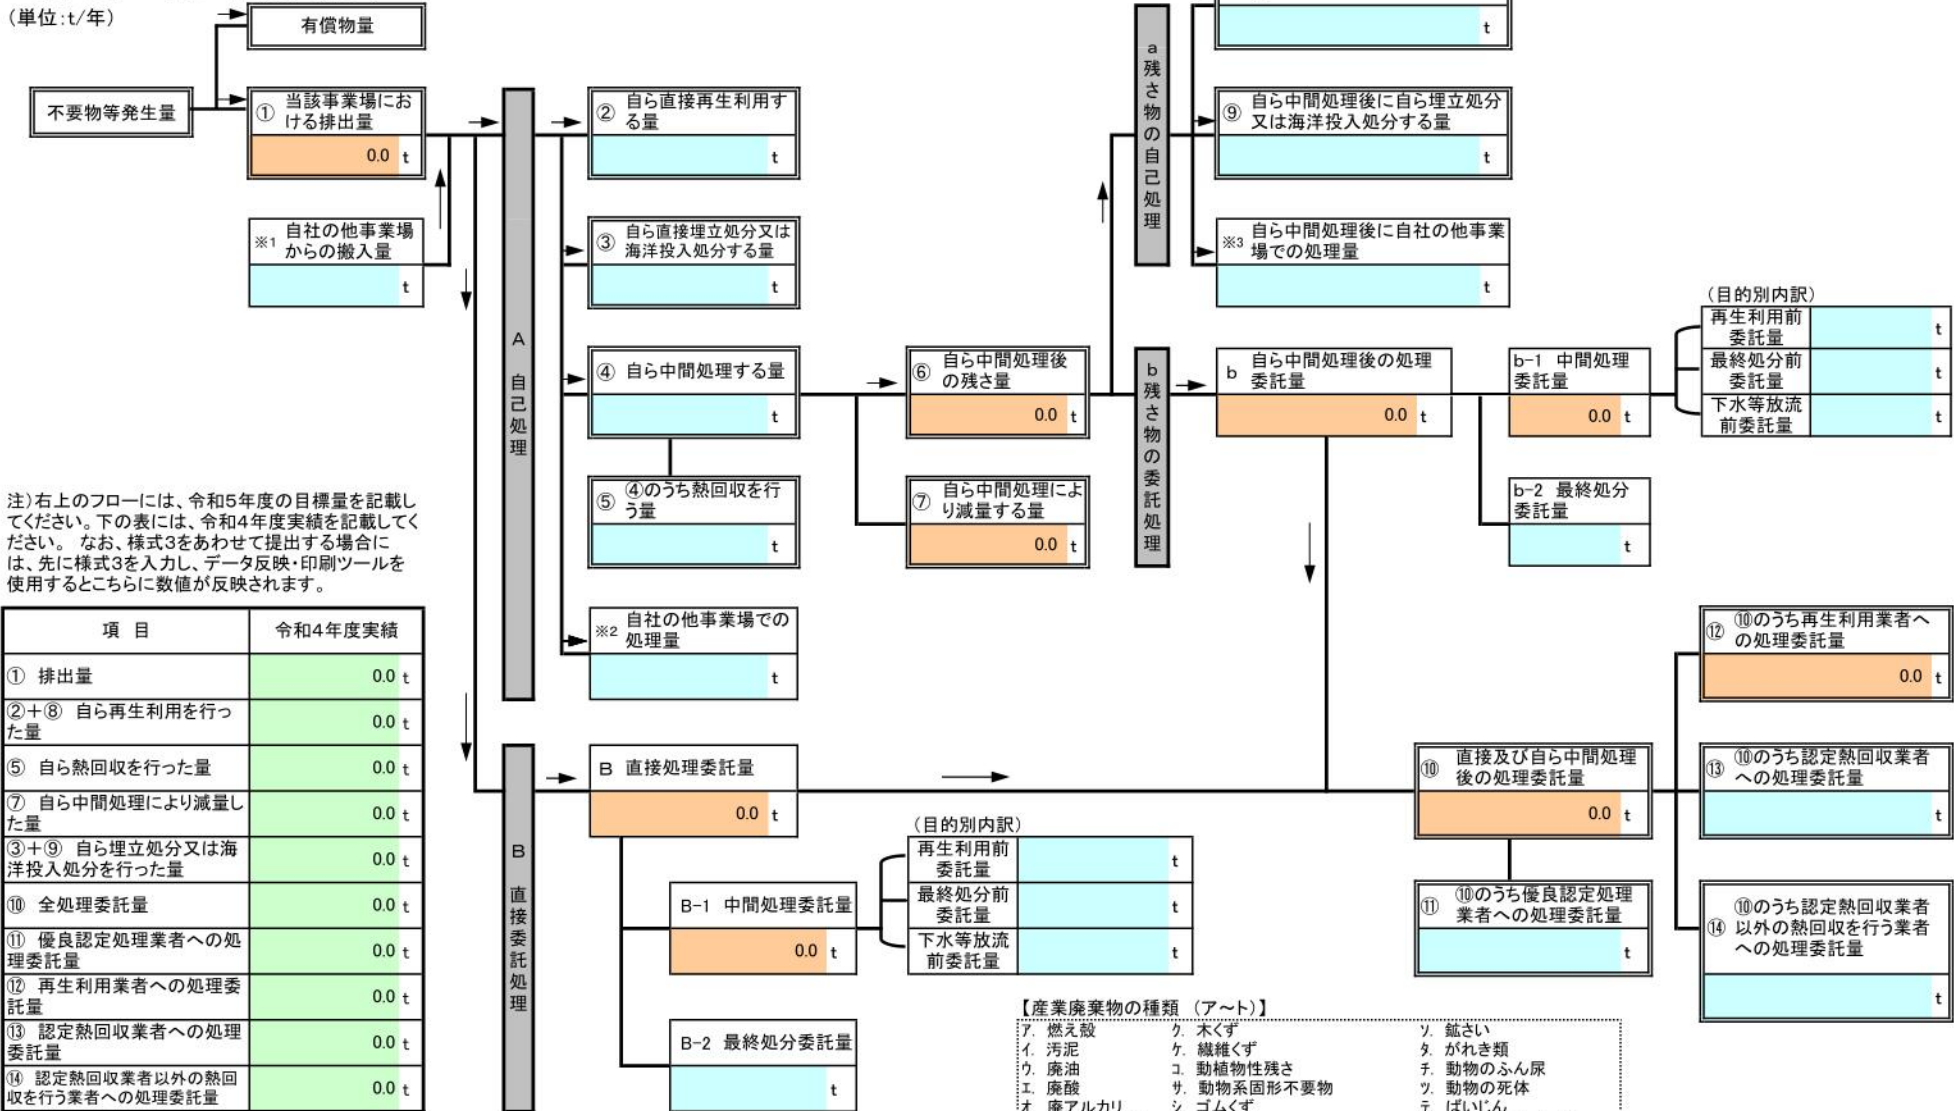 (単位:t/年)
有償物量
不要物等発生量
① 当該事業場にお
ける排出量
0.0 t
※1 自社の他事業場
からの搬入量
t
A 自己処理
② 自ら直接再生利用す
る量
t
③ 自ら直接埋立処分又は
海洋投入処分する量
t
④ 自ら中間処理する量
t
⑤ ④のうち熱回収を行
う量
t
※2 自社の他事業場での
処理量
t
⑥ 自ら中間処理後
の残さ量
0.0 t
⑦ 自ら中間処理によ
り減量する量
0.0 t
a 残さ物の自己処理
t
⑨ 自ら中間処理後に自ら埋立処分
又は海洋投入処分する量
t
※3 自ら中間処理後に自社の他事業
場での処理量
t
b 残さ物の委託処理
b 自ら中間処理後の処理
委託量
0.0 t
b-1 中間処理
委託量
0.0 t
(目的別内訳)
再生利用前
委託量
t
最終処分前
委託量
t
下水等放流
前委託量
t
b-2 最終処分
委託量
t
注)右上のフローには、令和5年度の目標量を記載し
てください。下の表には、令和4年度実績を記載してく
ださい。 なお、様式3をあわせて提出する場合に
は、先に様式3を入力し、データ反映・印刷ツールを
使用するとこちらに数値が反映されます。
項 目 令和4年度実績
① 排出量 0.0 t
②+⑧ 自ら再生利用を行っ
た量 0.0 t
⑤ 自ら熱回収を行った量 0.0 t
⑦ 自ら中間処理により減量し
た量 0.0 t
③+⑨ 自ら埋立処分又は海
洋投入処分を行った量 0.0 t
⑩ 全処理委託量 0.0 t
⑪ 優良認定処理業者への処
理委託量 0.0 t
⑫ 再生利用業者への処理委
託量 0.0 t
⑬ 認定熱回収業者への処理
委託量 0.0 t
⑭ 認定熱回収業者以外の熱回
収を行う業者への処理委託量 0.0 t
B 直接委託処理
B 直接処理委託量
0.0 t
B-1 中間処理委託量
0.0 t
(目的別内訳)
再生利用前
委託量
t
最終処分前
委託量
t
下水等放流
前委託量
t
B-2 最終処分委託量
t
⑩ 直接及び自ら中間処理
後の処理委託量
0.0 t
⑪ ⑩のうち優良認定処理
業者への処理委託量
t
⑫ ⑩のうち再生利用業者へ
の処理委託量
0.0 t
⑬ ⑩のうち認定熱回収業者
への処理委託量
t
⑭ ⑩のうち認定熱回収業者
以外の熱回収を行う業者
への処理委託量
t
【産業廃棄物の種類 (ア~ト)】
ア. 燃え殻 ク. 木くず ソ. 鉱さい
イ. 汚泥 ケ. 繊維くず タ. がれき類
ウ. 廃油 コ. 動植物性残さ チ. 動物のふん尿
エ. 廃酸 サ. 動物系固形不要物 ツ. 動物の死体
オ. 廃アルカリ シ. ゴムくず テ. ばいじん